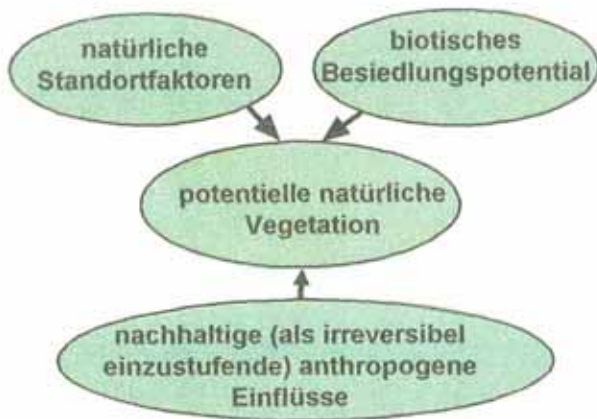 natürliche
Standortfaktoren
biotisches
Besiedlungspotential
potentielle natürliche
Vegetation
nachhaltige (als irreversibel
einzustufende) anthropogene
Einflüsse